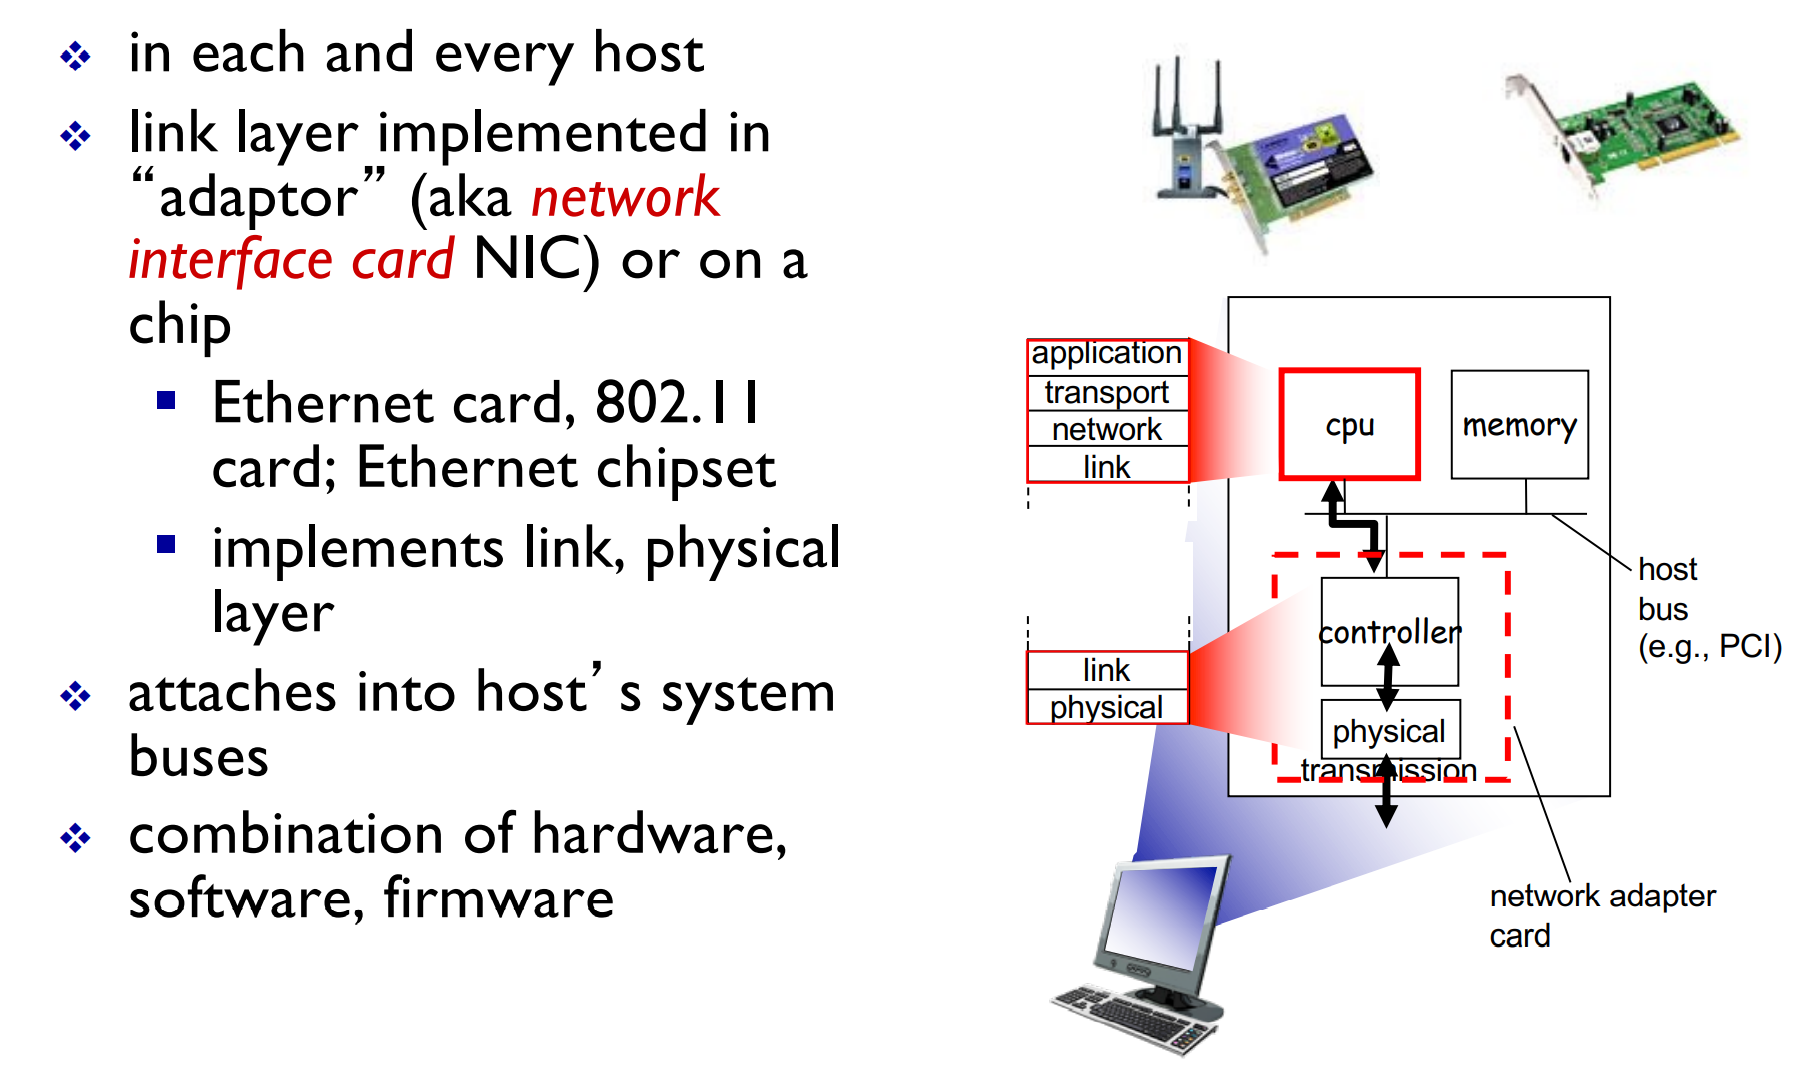 in each and every host
link layer implemented in
“adaptor” (aka network
interface card NIC) or on a
chip
Ethernet card, 802.11
card; Ethernet chipset
implements link, physical
layer
attaches into host’s system
buses
combination of hardware,
software, firmware
application
transport
network
link
cpu
memory
host
bus
(e.g., PCI)
controller
link
physical
physical
transmission
network adapter
card